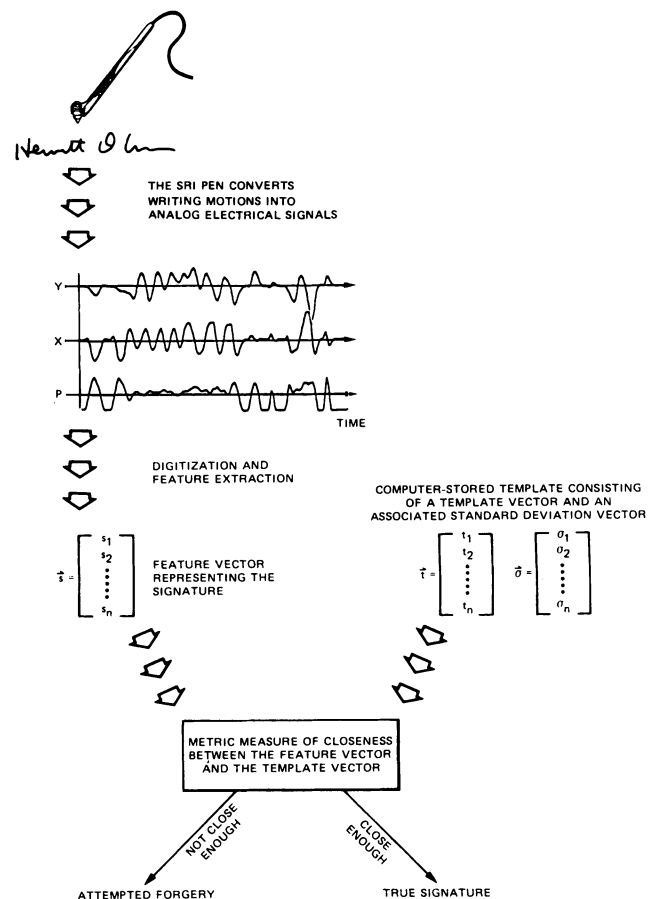 THE SRI PEN CONVERTS
WRITING MOTIONS INTO
ANALOG ELECTRICAL SIGNALS
Y
X
P
TIME
DIGITIZATION AND
FEATURE EXTRACTION
COMPUTER-STORED TEMPLATE CONSISTING
OF A TEMPLATE VECTOR AND AN
ASSOCIATED STANDARD DEVIATION VECTOR
s⃗ = [s₁ s₂ ⋮ sₙ]
FEATURE VECTOR
REPRESENTING THE
SIGNATURE
t⃗ = [t₁ t₂ ⋮ tₙ]
σ⃗ = [σ₁ σ₂ ⋮ σₙ]
METRIC MEASURE OF CLOSENESS
BETWEEN THE FEATURE VECTOR
AND THE TEMPLATE VECTOR
NOT CLOSE
ENOUGH
CLOSE
ENOUGH
ATTEMPTED FORGERY
TRUE SIGNATURE